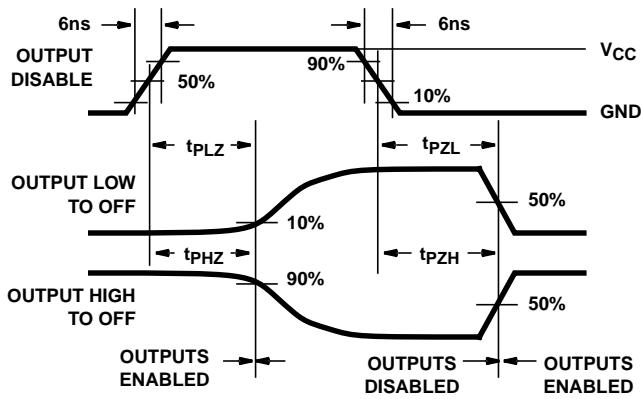 6ns
6ns
OUTPUT
DISABLE
90%
50%
10%
VCC
GND
tPLZ
tPZL
OUTPUT LOW
TO OFF
10%
50%
tPHZ
tPZH
90%
OUTPUT HIGH
TO OFF
50%
OUTPUTS
ENABLED
OUTPUTS
DISABLED
OUTPUTS
ENABLED